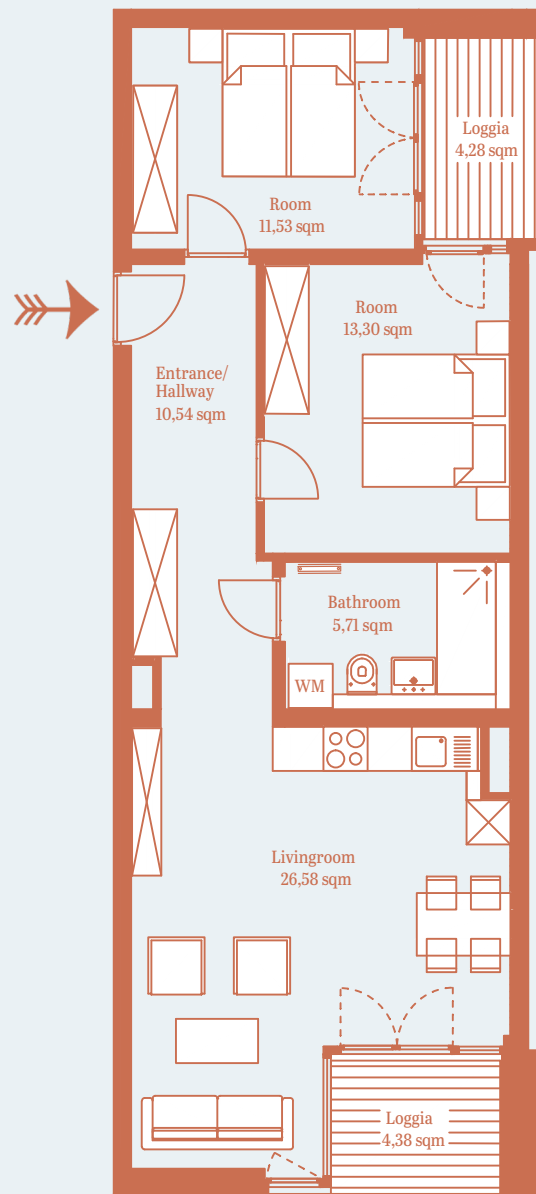 Loggia
4,28 sqm
Room
11,53 sqm
Room
13,30 sqm
Entrance/
Hallway
10,54 sqm
Bathroom
5,71 sqm
WM
Livingroom
26,58 sqm
Loggia
4,38 sqm